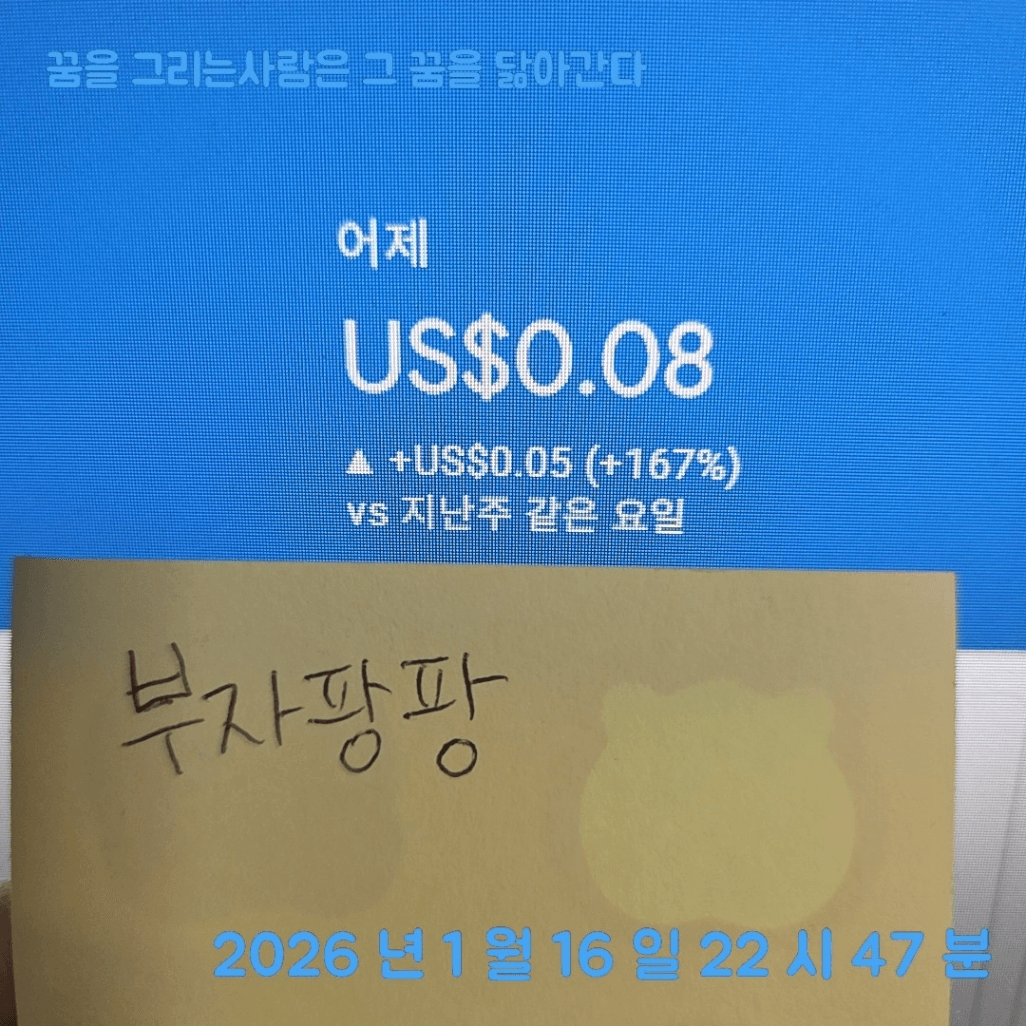 꿈을 그리는사람은 그 꿈을 닮아간다
어제
US$0.08
▲ +US$0.05 (+167%)
vs 지난주 같은 요일
부자팡팡
2026 년 1 월 16 일 22 시 47 분